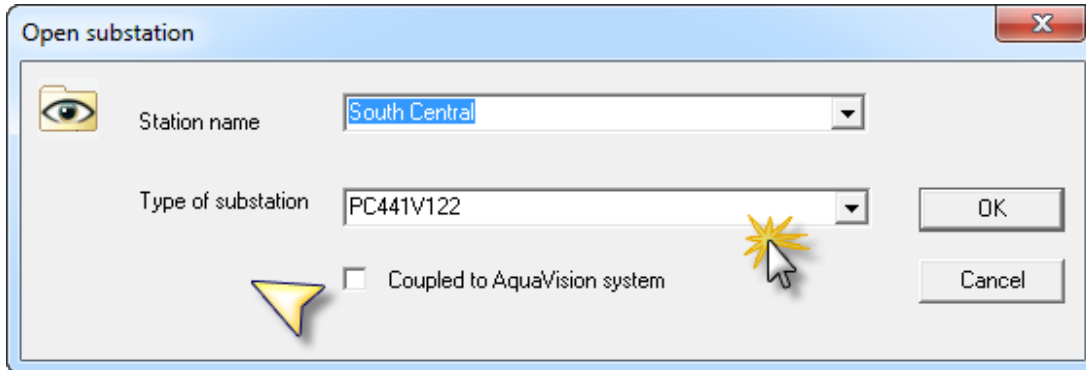 Open substation
Station name
South Central
Type of substation
PC441V122
OK
Coupled to AquaVision system
Cancel